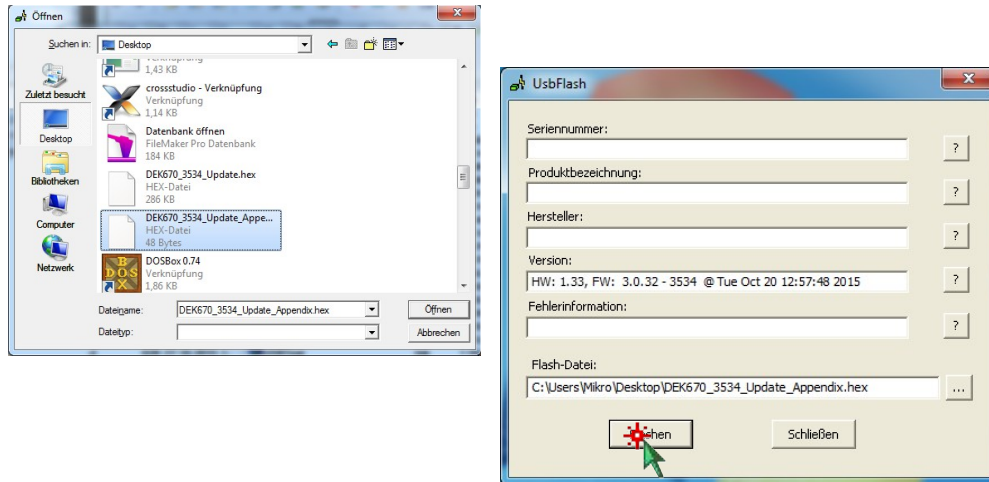 Öffnen
Suchen in:
Desktop
1,43 KB
crossstudio - Verknüpfung
Verknüpfung
1,14 KB
Datenbank öffnen
FileMaker Pro Datenbank
184 KB
DEK670_3534_Update.hex
HEX-Datei
286 KB
DEK670_3534_Update_Appe...
HEX-Datei
48 Bytes
DOSBox 0.74
Verknüpfung
1,86 KB
Zuletzt besucht
Desktop
Bibliotheken
Computer
Netzwerk
Dateiname:
DEK670_3534_Update_Appendix.hex
Öffnen
Dateityp:
Abbrechen
UsbFlash
Seriennummer:
?
Produktbezeichnung:
?
Hersteller:
?
Version:
HW: 1.33, FW: 3.0.32 - 3534 @ Tue Oct 20 12:57:48 2015
?
Fehlerinformation:
?
Flash-Datei:
C:\Users\Mikro\Desktop\DEK670_3534_Update_Appendix.hex
...
Schließen